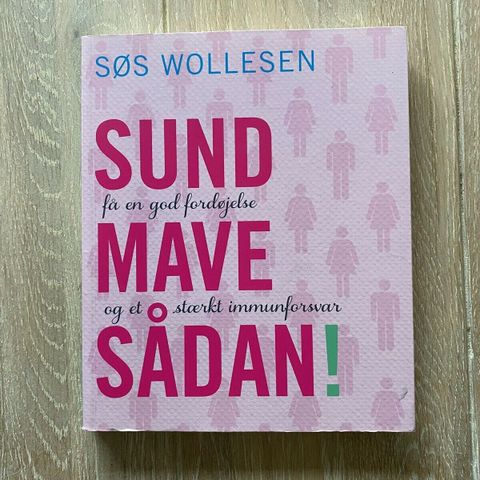 SØS WOLLESEN
SUND
få en god fordøjelse
MAVE
og et stærkt immunforsvar
SÅDAN!